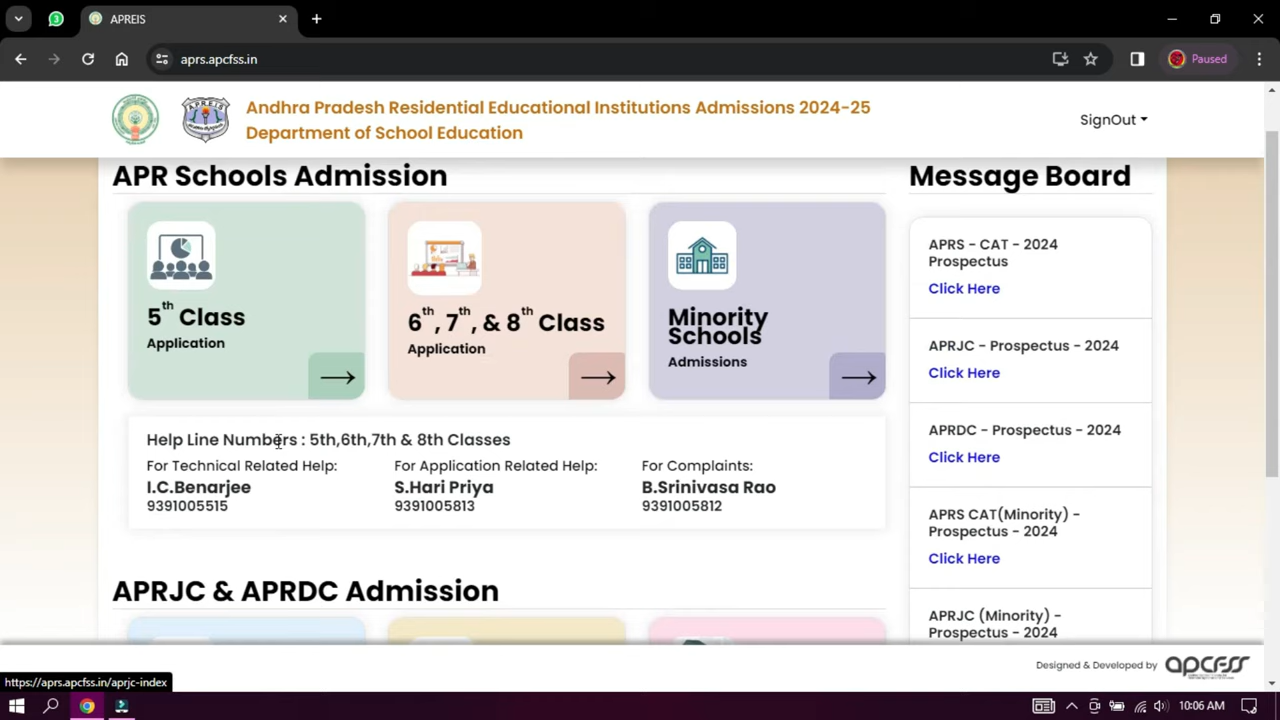 3
APREIS
aprs.apcfss.in
Paused
Andhra Pradesh Residential Educational Institutions Admissions 2024-25
Department of School Education
SignOut
APR Schools Admission
5th Class
Application
6th, 7th, & 8th Class
Application
Minority
Schools
Admissions
Help Line Numbers : 5th,6th,7th & 8th Classes
For Technical Related Help:
I.C.Benarjee
9391005515
For Application Related Help:
S.Hari Priya
9391005813
For Complaints:
B.Srinivasa Rao
9391005812
APRJC & APRDC Admission
Message Board
APRS - CAT - 2024
Prospectus
Click Here
APRJC - Prospectus - 2024
Click Here
APRDC - Prospectus - 2024
Click Here
APRS CAT(Minority) -
Prospectus - 2024
Click Here
APRJC (Minority) -
Prospectus - 2024
Designed & Developed by apcfss
https://aprs.apcfss.in/aprjc-index
10:06 AM